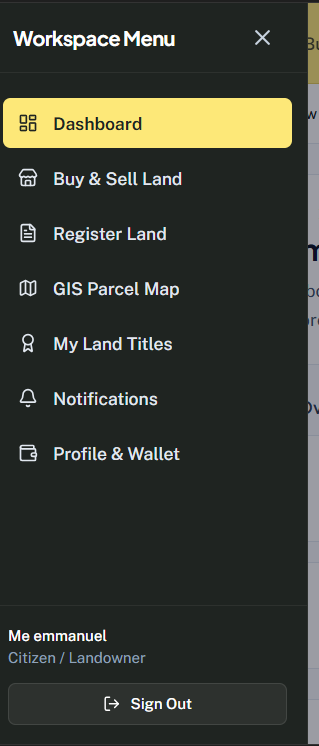 Workspace Menu
Dashboard
Buy & Sell Land
Register Land
GIS Parcel Map
My Land Titles
Notifications
Profile & Wallet
Me emmanuel
Citizen / Landowner
Sign Out